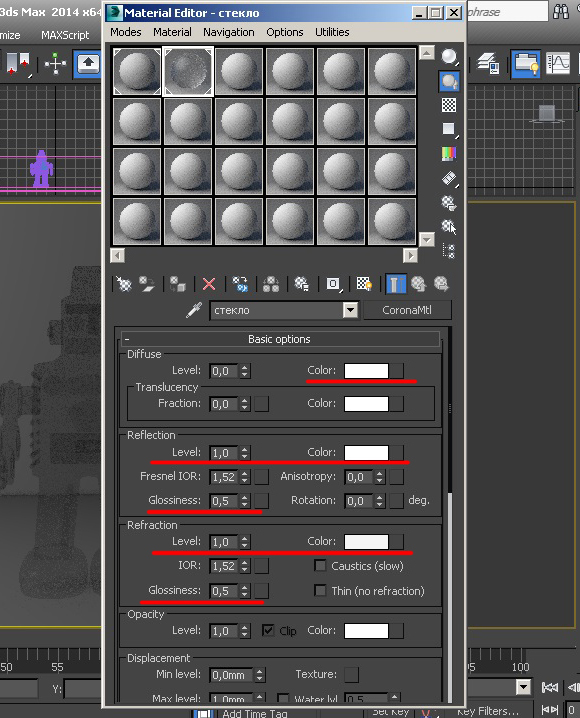 3ds Max 2014 x64
Material Editor - стекло
phrase
mize MAXScript
Modes Material Navigation Options Utilities
стекло
CoronaMtl
- Basic options
Diffuse
Level: 0,0 Color:
Translucency
Fraction: 0,0 Color:
Reflection
Level: 1,0 Color:
Fresnel IOR: 1,52 Anisotropy: 0,0
Glossiness: 0,5 Rotation: 0,0 deg.
Refraction
Level: 1,0 Color:
IOR: 1,52 Caustics (slow)
Glossiness: 0,5 Thin (no refraction)
Opacity
Level: 1,0 Clip Color:
Displacement
50 55 100
Min level: 0,0mm Texture:
Y:
Max level: 1,0mm Water lvl 0,5
Add Time Tag Set Key Key Filters... 0